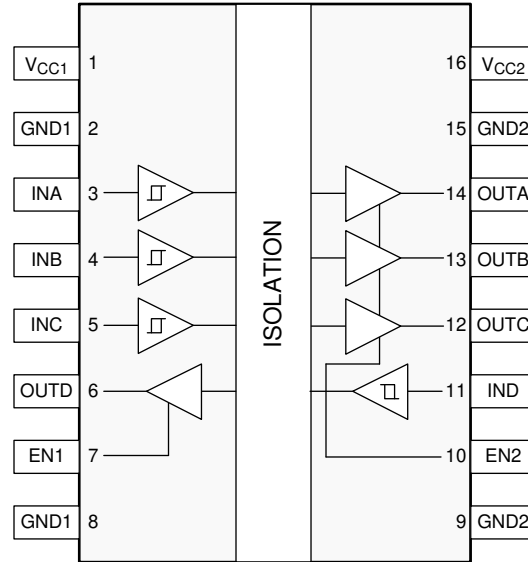 VCC1 1 16 VCC2
GND1 2 15 GND2
INA 3 14 OUTA
INB 4 13 OUTB
INC 5 12 OUTC
OUTD 6 11 IND
EN1 7 10 EN2
GND1 8 9 GND2
ISOLATION